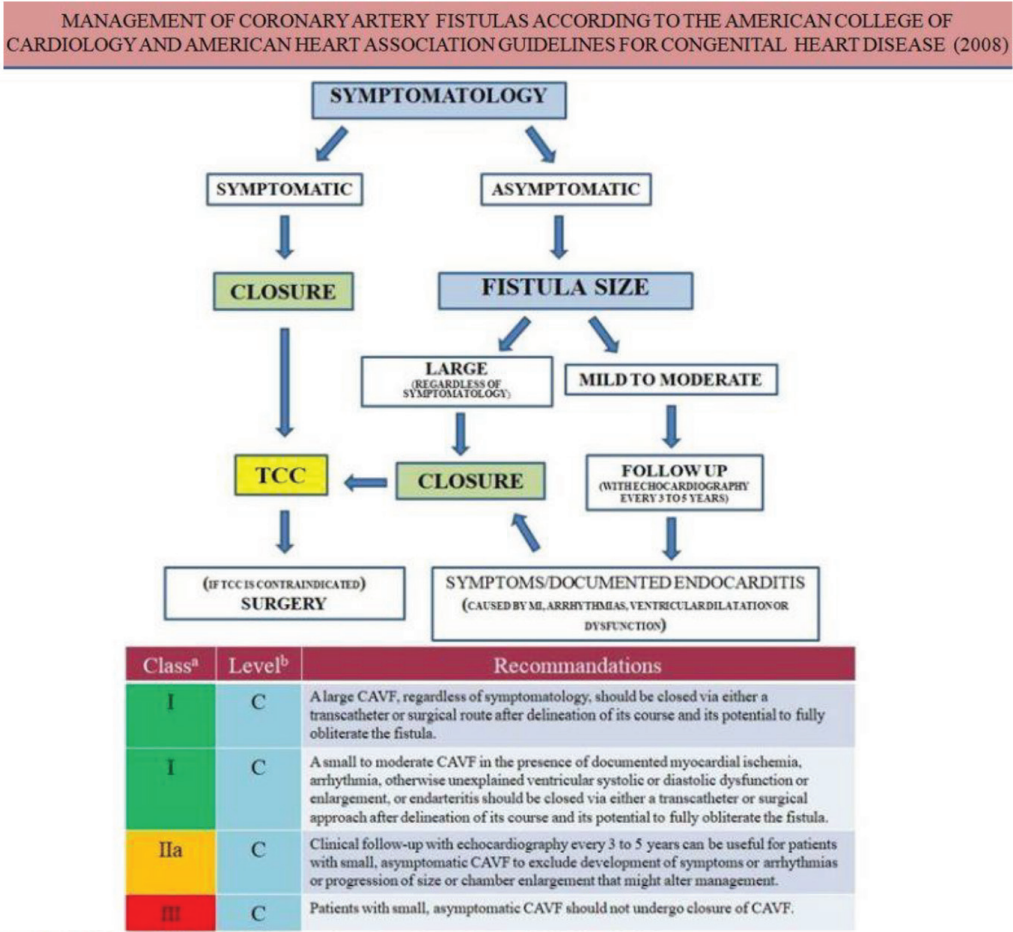 MANAGEMENT OF CORONARY ARTERY FISTULAS ACCORDING TO THE AMERICAN COLLEGE OF
CARDIOLOGY AND AMERICAN HEART ASSOCIATION GUIDELINES FOR CONGENITAL HEART DISEASE (2008)
SYMPTOMATOLOGY
SYMPTOMATIC
ASYMPTOMATIC
CLOSURE
FISTULA SIZE
LARGE
(REGARDLESS OF
SYMPTOMATOLOGY)
MILD TO MODERATE
TCC
CLOSURE
FOLLOW UP
(WITH ECHOCARDIOGRAPHY
EVERY 3 TO 5 YEARS)
(IF TCC IS CONTRAINDICATED)
SURGERY
SYMPTOMS/DOCUMENTED ENDOCARDITIS
(CAUSED BY MI, ARRHYTHMIAS, VENTRICULAR DILATATION OR
DYSFUNCTION)
Classa Levelb Recommandations
I C A large CAVF, regardless of symptomatology, should be closed via either a
transcatheter or surgical route after delineation of its course and its potential to fully
obliterate the fistula.
I C A small to moderate CAVF in the presence of documented myocardial ischemia,
arrhythmia, otherwise unexplained ventricular systolic or diastolic dysfunction or
enlargement, or endarteritis should be closed via either a transcatheter or surgical
approach after delineation of its course and its potential to fully obliterate the fistula.
IIa C Clinical follow-up with echocardiography every 3 to 5 years can be useful for patients
with small, asymptomatic CAVF to exclude development of symptoms or arrhythmias
or progression of size or chamber enlargement that might alter management.
III C Patients with small, asymptomatic CAVF should not undergo closure of CAVF.